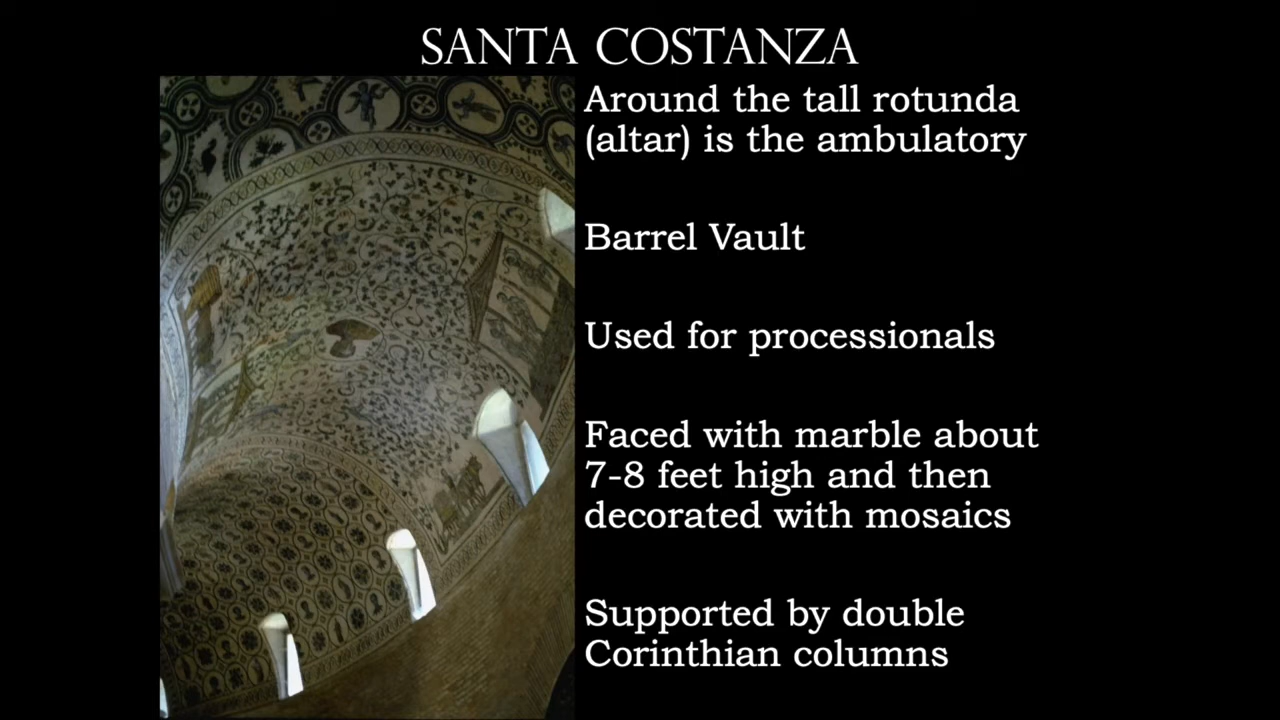 SANTA COSTANZA
Around the tall rotunda
(altar) is the ambulatory
Barrel Vault
Used for processionals
Faced with marble about
7-8 feet high and then
decorated with mosaics
Supported by double
Corinthian columns